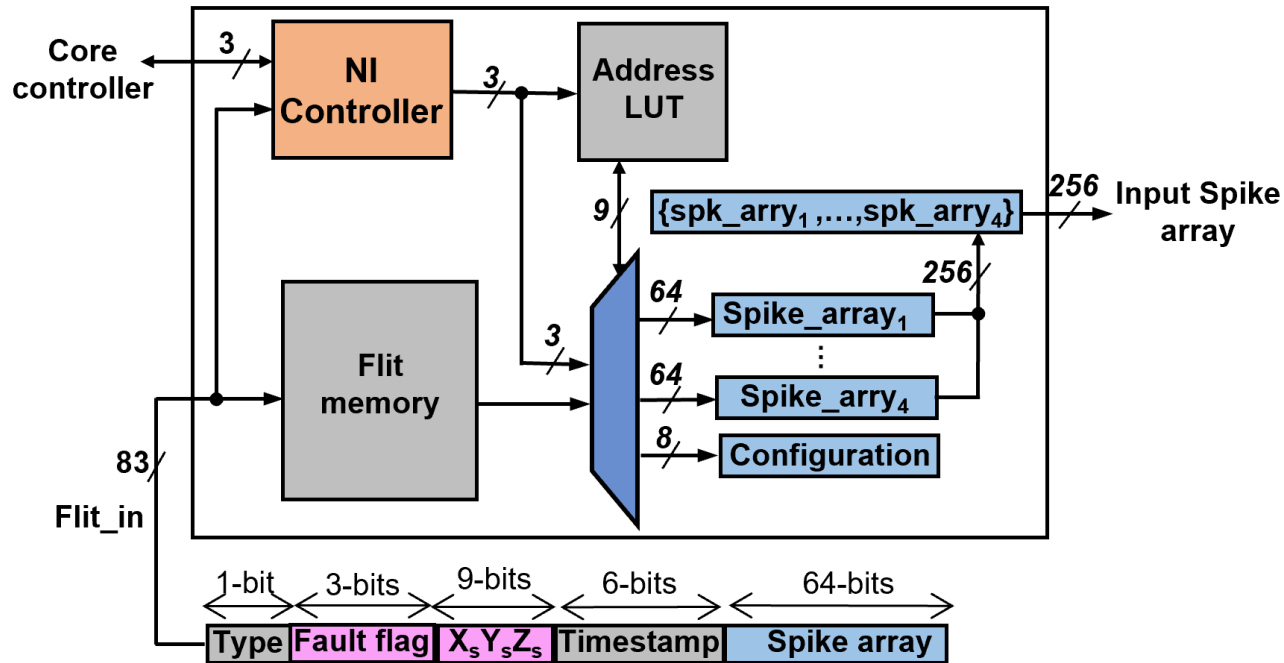 Core
controller
3
NI
Controller
3
Address
LUT
9
{spk_arry1 ,...,spk_arry4}
256
Input Spike
array
256
64
Spike_array1
⋮
3
Flit
memory
64
Spike_arry4
8
Configuration
83
Flit_in
1-bit 3-bits 9-bits 6-bits 64-bits
Type Fault flag XsYsZs Timestamp Spike array